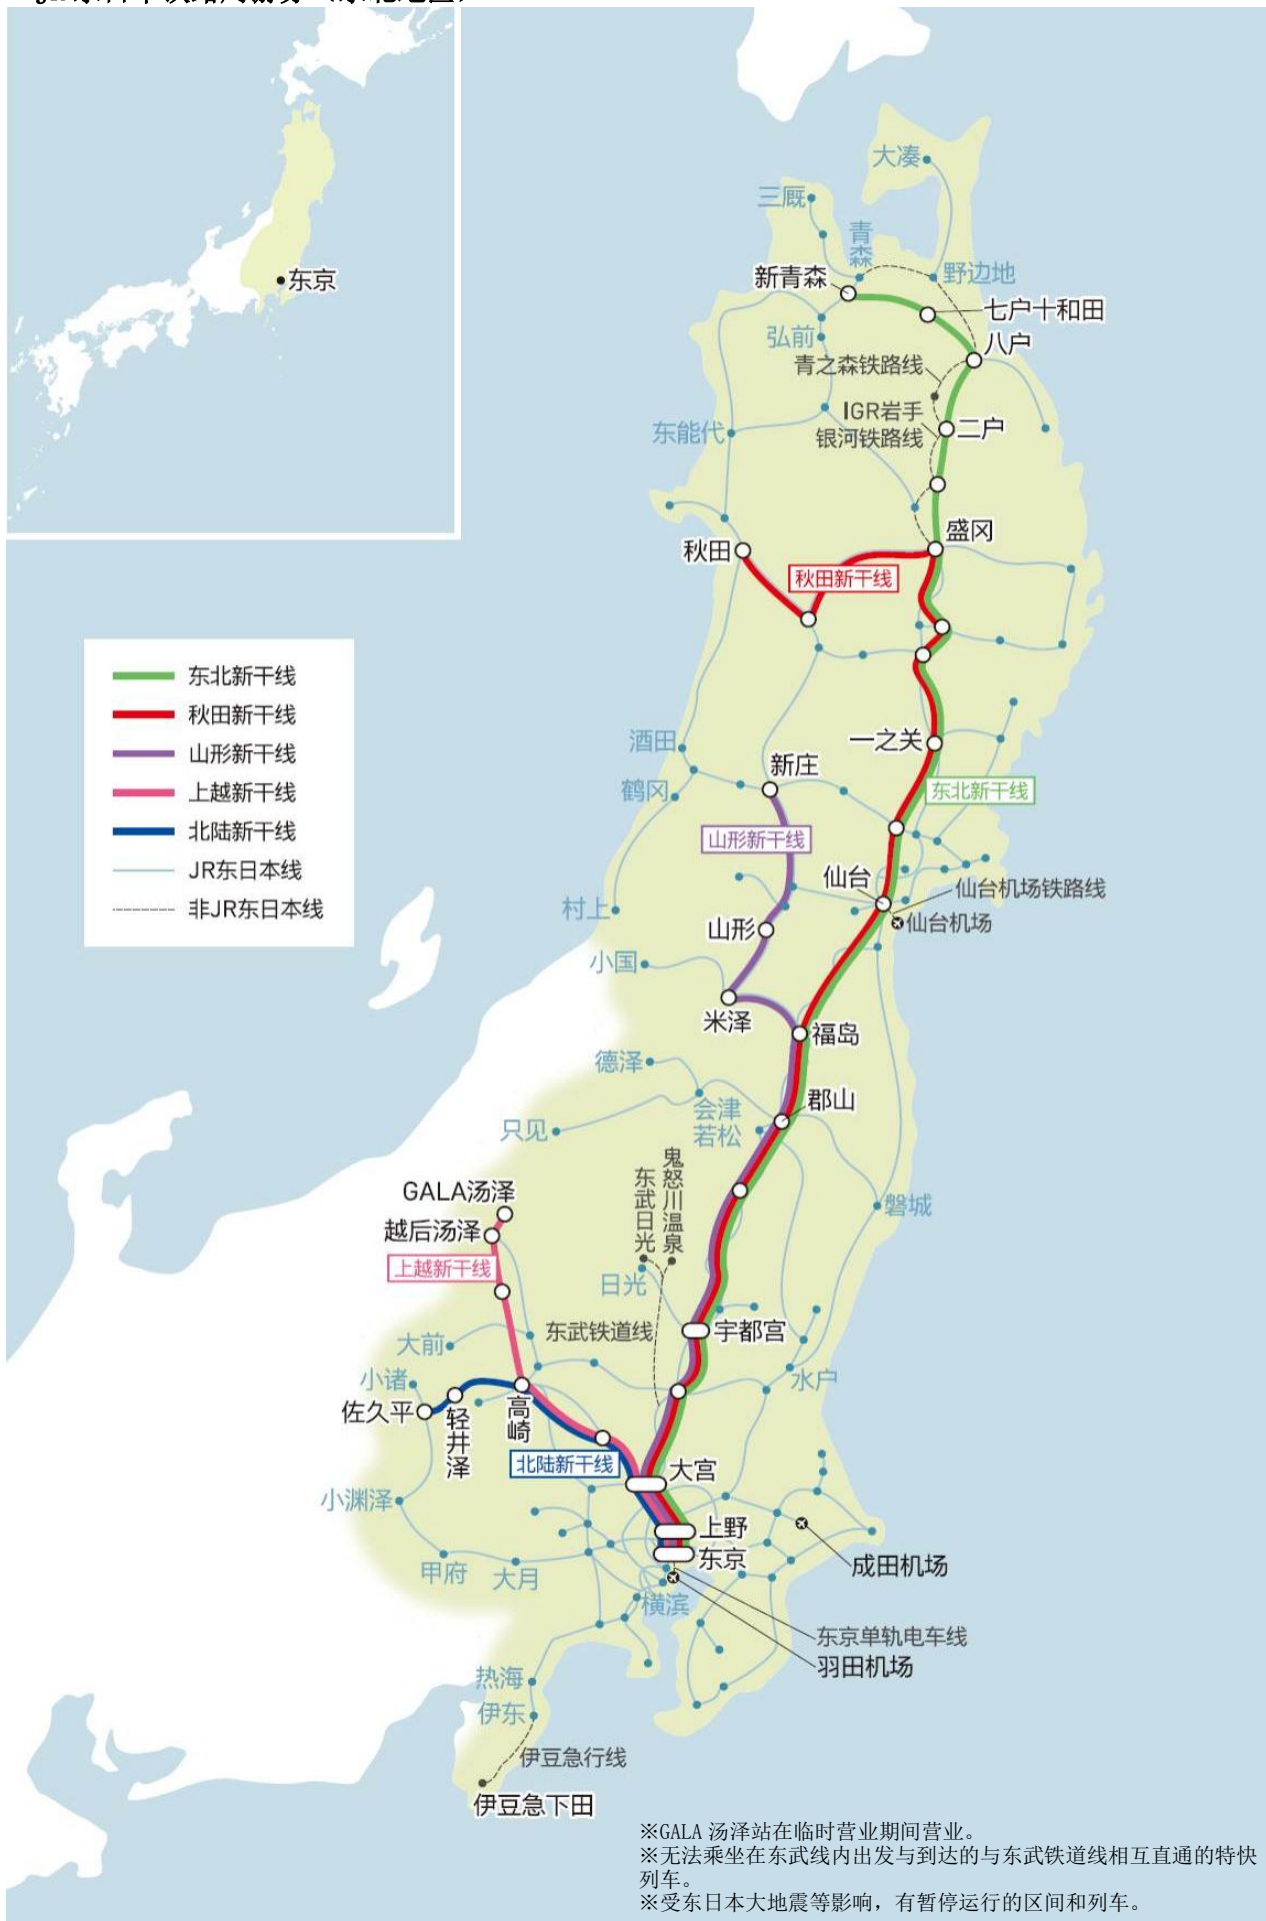 东京
大凑
三厩
青森
新青森
野边地
七户十和田
八户
弘前
青之森铁路线
IGR岩手
银河铁路线
二户
东能代
盛冈
秋田
秋田新干线
东北新干线
秋田新干线
山形新干线
上越新干线
北陆新干线
JR东日本线
非JR东日本线
一之关
酒田
新庄
鹤冈
东北新干线
山形新干线
仙台
仙台机场铁路线
仙台机场
村上
山形
小国
米泽
福岛
德泽
郡山
会津
若松
只见
鬼怒川温泉
东武日光
GALA汤泽
越后汤泽
磐城
上越新干线
日光
东武铁道线
宇都宫
大前
小诸
水户
佐久平
轻井泽
高崎
北陆新干线
大宫
小渊泽
上野
东京
成田机场
甲府
大月
横滨
东京单轨电车线
羽田机场
热海
伊东
伊豆急行线
伊豆急下田
※GALA 汤泽站在临时营业期间营业。
※无法乘坐在东武线内出发与到达的与东武铁道线相互直通的特快
列车。
※受东日本大地震等影响，有暂停运行的区间和列车。